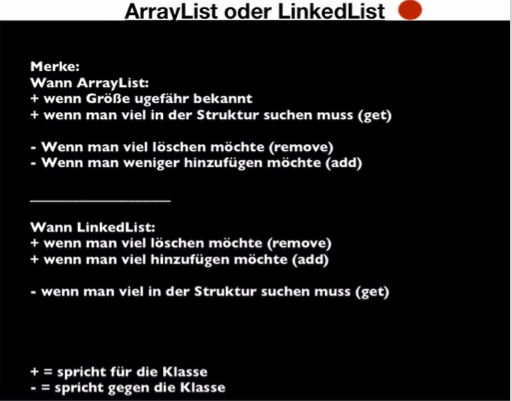 ArrayList oder LinkedList
Merke:
Wann ArrayList:
+ wenn Größe ugefähr bekannt
+ wenn man viel in der Struktur suchen muss (get)
- Wenn man viel löschen möchte (remove)
- Wenn man weniger hinzufügen möchte (add)
Wann LinkedList:
+ wenn man viel löschen möchte (remove)
+ wenn man viel hinzufügen möchte (add)
- wenn man viel in der Struktur suchen muss (get)
+ = spricht für die Klasse
- = spricht gegen die Klasse